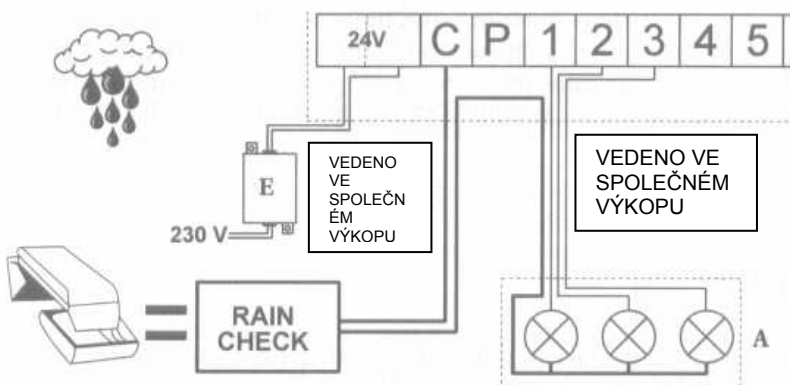 24V C P 1 2 3 4 5
VEDENO
VE
SPOLEČN
ÉM
VÝKOPU
VEDENO VE
SPOLEČNÉM
VÝKOPU
E
230 V
RAIN
CHECK
A